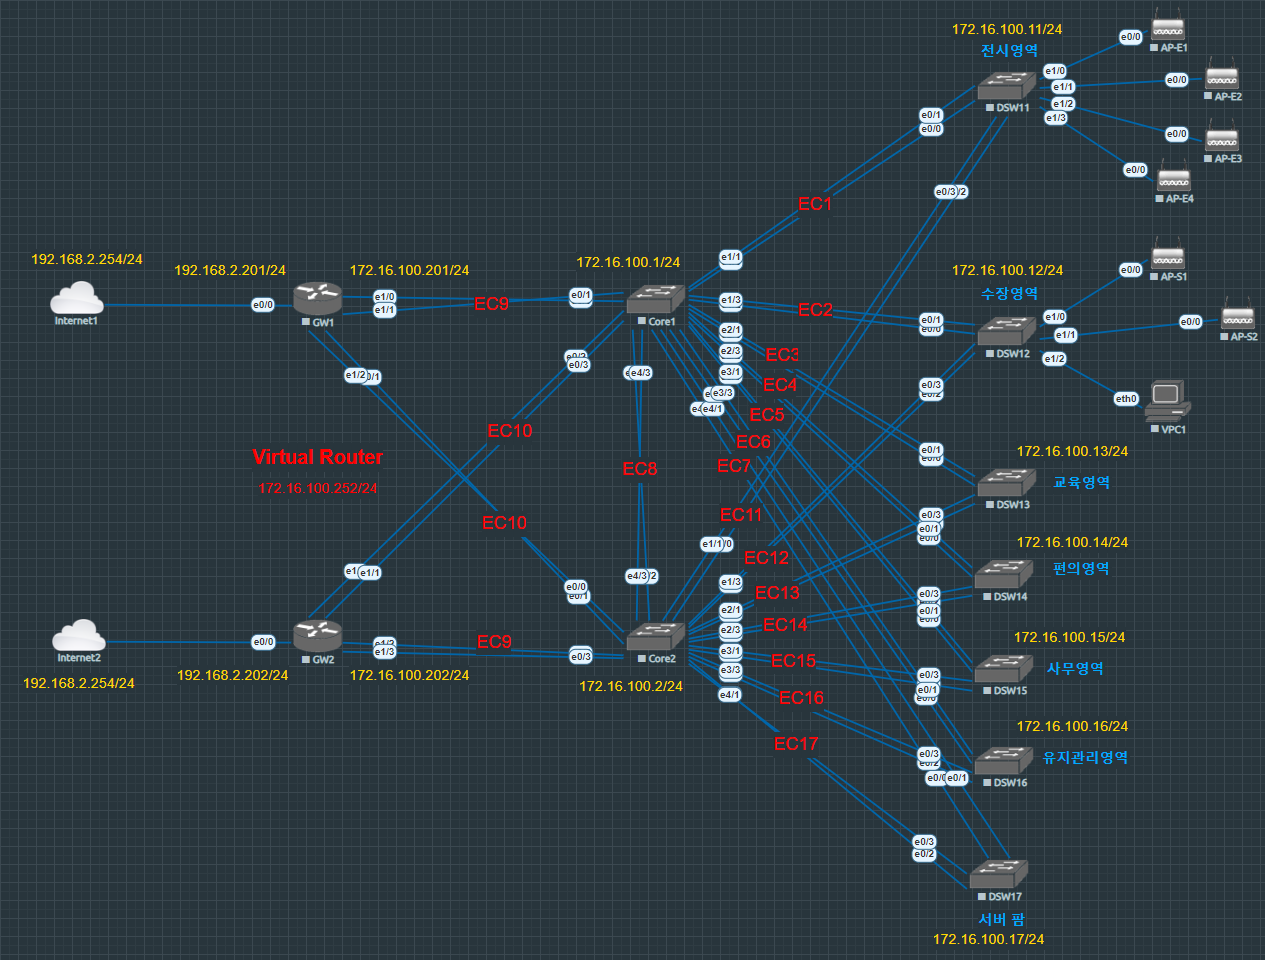 172.16.100.11/24
전시영역
e0/0
AP-E1
e1/0
e1/1
e1/2
e1/3
e0/0
AP-E2
DSW11
e0/1
e0/0
e0/0
AP-E3
e0/0
AP-E4
EC1
192.168.2.254/24
Internet1
e0/0
192.168.2.201/24
GW1
172.16.100.201/24
e1/0
e1/1
EC9
e0/1
172.16.100.1/24
Core1
e1/1
e1/3
EC2
e0/1
172.16.100.12/24
수장영역
DSW12
e0/0
AP-S1
e1/0
e1/1
e1/2
e0/0
AP-S2
eth0
VPC1
e2/1
e2/3
e3/1
e3/3
e4/1
EC3
EC4
EC5
EC6
EC7
e0/3
e0/3
e4/3
e1/2
EC10
Virtual Router
172.16.100.252/24
EC8
EC10
e0/1
172.16.100.13/24
교육영역
DSW13
EC11
EC12
EC13
EC14
EC15
EC16
EC17
e0/3
e0/1
172.16.100.14/24
편의영역
DSW14
e1/1
e0/0
e0/1
e4/3
e1/3
e2/1
e2/3
e3/1
e3/3
e4/1
e0/3
e0/1
Internet2
192.168.2.254/24
e0/0
192.168.2.202/24
GW2
e1/3
172.16.100.202/24
EC9
e0/3
Core2
172.16.100.2/24
172.16.100.15/24
사무영역
DSW15
e0/3
e0/1
172.16.100.16/24
유지관리영역
DSW16
e0/3
e0/1
e0/3
e0/2
DSW17
서버 팜
172.16.100.17/24